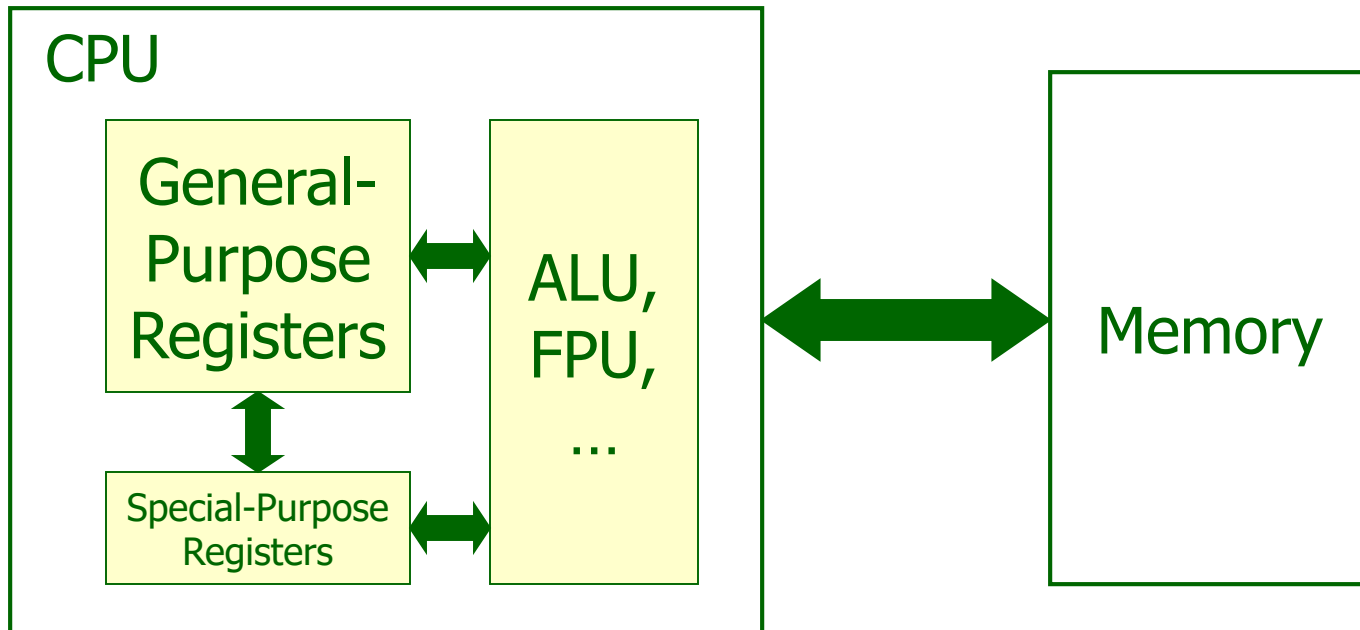 CPU
General-
Purpose
Registers
ALU,
FPU,
...
Special-Purpose
Registers
Memory